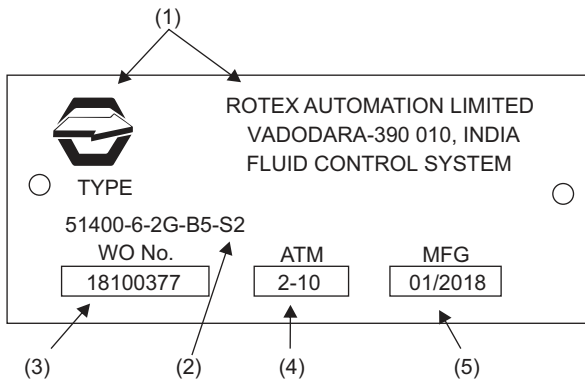 (1)
ROTEX AUTOMATION LIMITED
VADODARA-390 010, INDIA
FLUID CONTROL SYSTEM
TYPE
51400-6-2G-B5-S2
WO No. ATM MFG
18100377 2-10 01/2018
(3) (2) (4) (5)